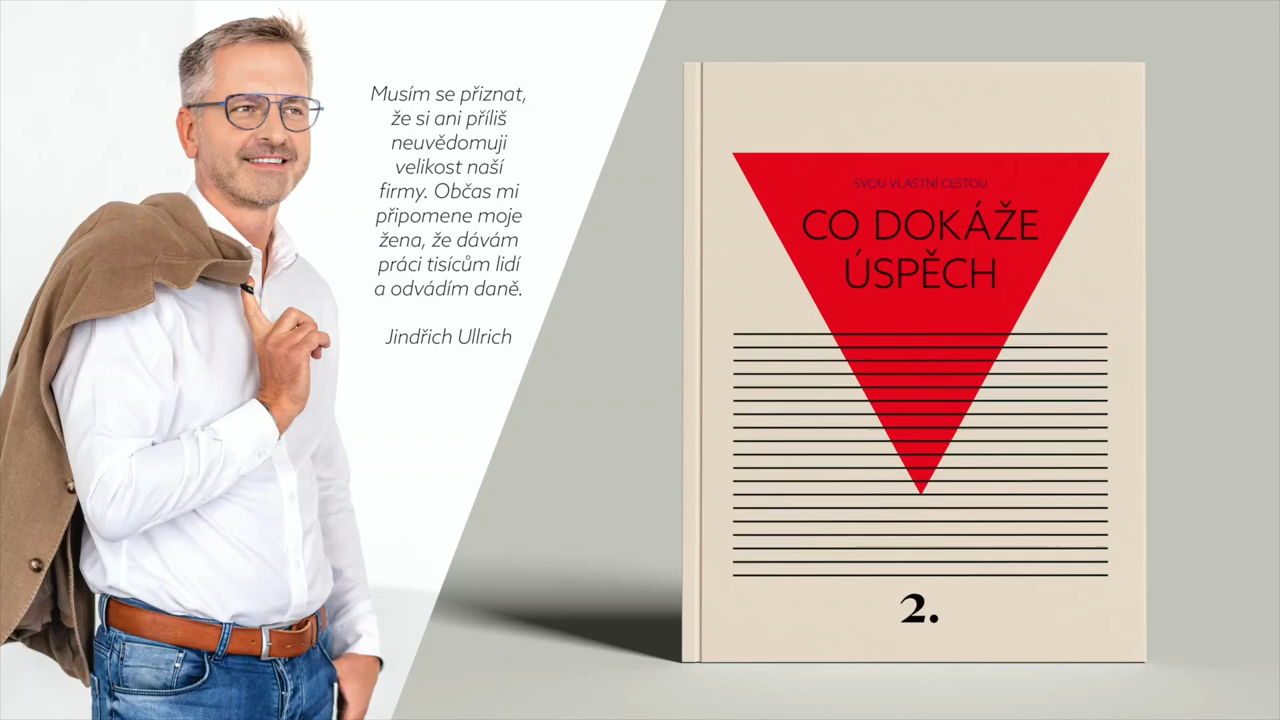 Musím se přiznat,
že si ani příliš
neuvědomuji
velikost naší
firmy. Občas mi
připomene moje
žena, že dávám
práci tisícům lidí
a odvádím daně.
Jindřich Ullrich
SVOU VLASTNÍ CESTOU
CO DOKÁŽE
ÚSPĚCH
2.